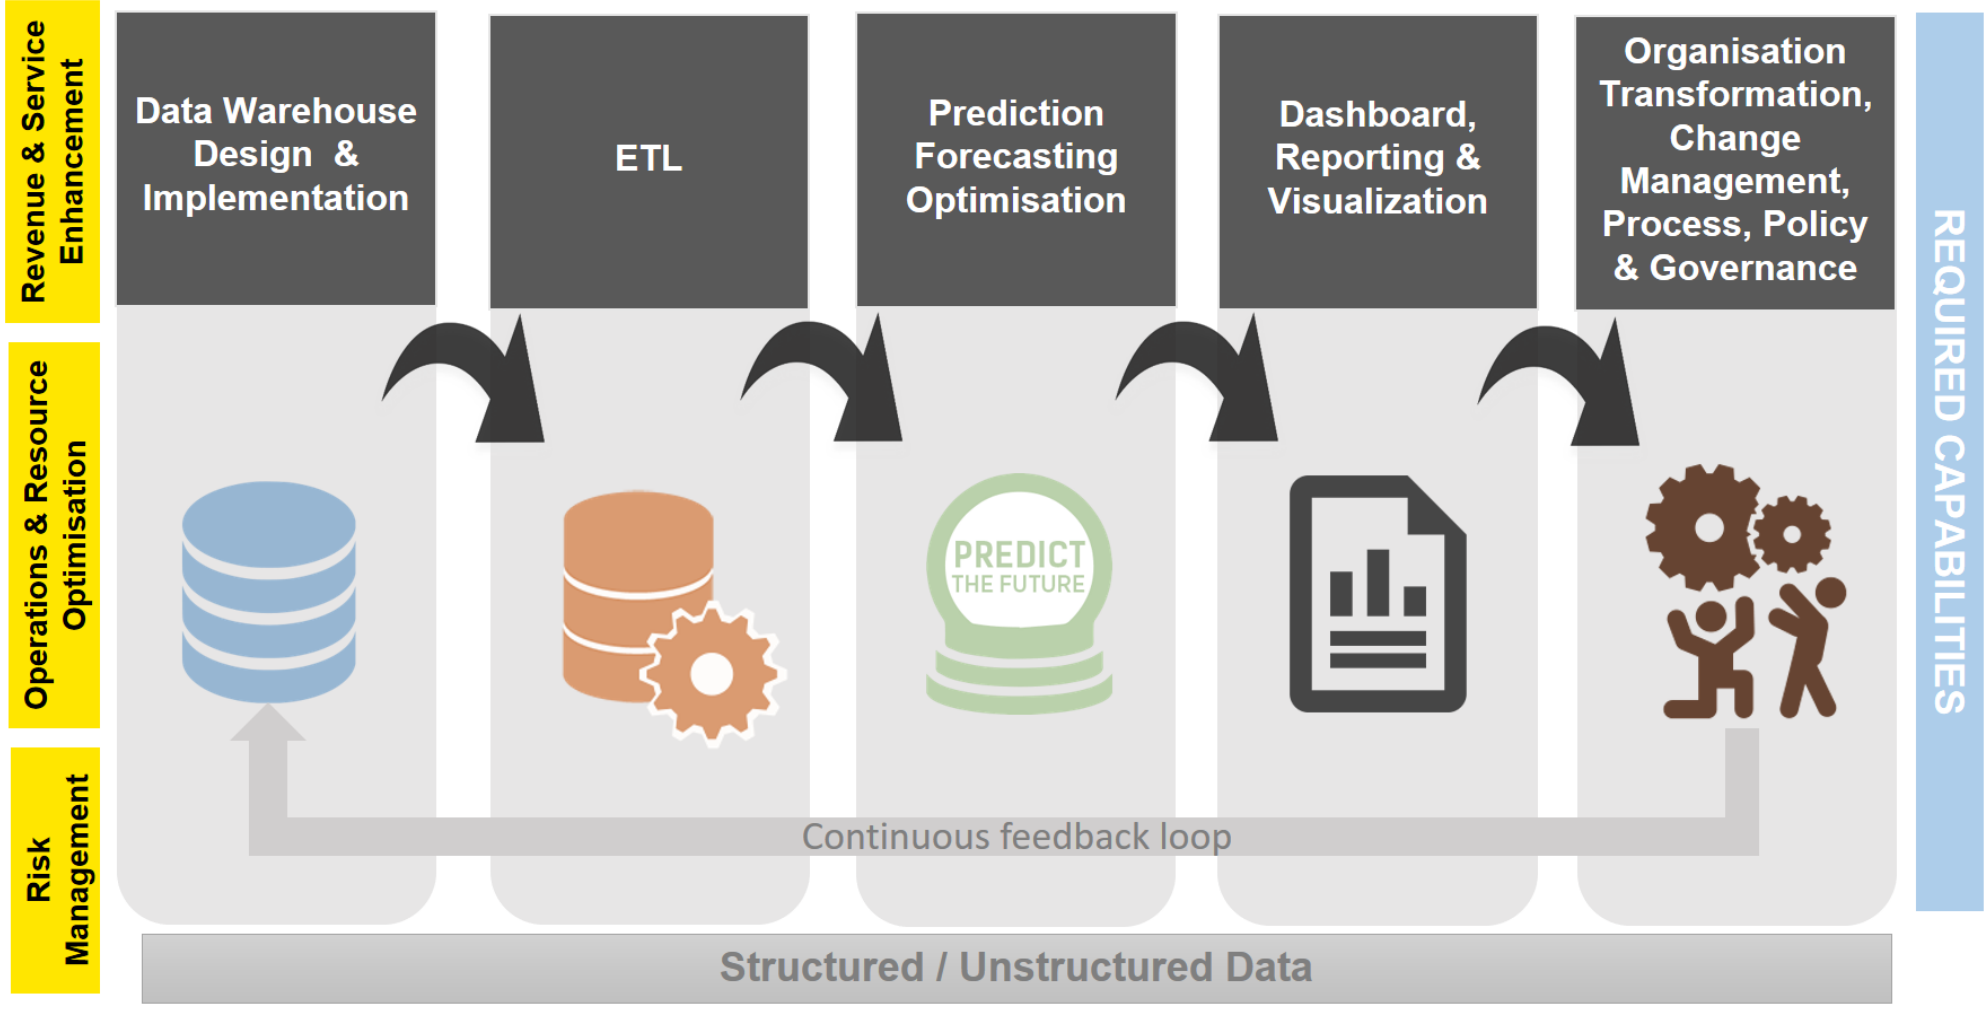 Revenue & Service
Enhancement
Operations & Resource
Optimisation
Risk
Management
Data Warehouse
Design &
Implementation
ETL
Prediction
Forecasting
Optimisation
Dashboard,
Reporting &
Visualization
Organisation
Transformation,
Change
Management,
Process, Policy
& Governance
REQUIRED CAPABILITIES
PREDICT
THE FUTURE
Continuous feedback loop
Structured / Unstructured Data